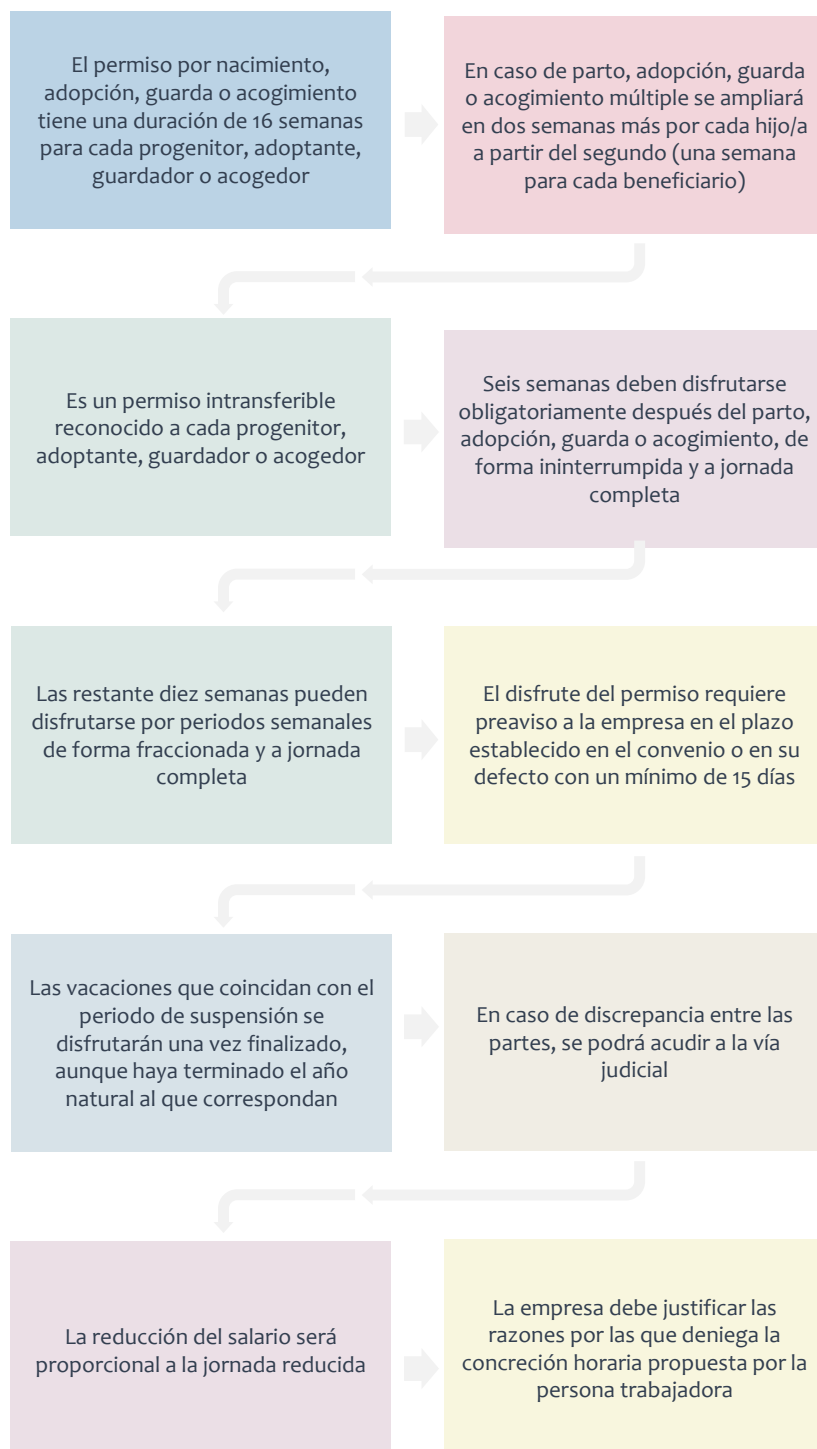 El permiso por nacimiento,
adopción, guarda o acogimiento
tiene una duración de 16 semanas
para cada progenitor, adoptante,
guardador o acogedor
En caso de parto, adopción, guarda
o acogimiento múltiple se ampliará
en dos semanas más por cada hijo/a
a partir del segundo (una semana
para cada beneficiario)
Es un permiso intransferible
reconocido a cada progenitor,
adoptante, guardador o acogedor
Seis semanas deben disfrutarse
obligatoriamente después del parto,
adopción, guarda o acogimiento, de
forma ininterrumpida y a jornada
completa
Las restante diez semanas pueden
disfrutarse por periodos semanales
de forma fraccionada y a jornada
completa
El disfrute del permiso requiere
preaviso a la empresa en el plazo
establecido en el convenio o en su
defecto con un mínimo de 15 días
Las vacaciones que coincidan con el
periodo de suspensión se
disfrutarán una vez finalizado,
aunque haya terminado el año
natural al que correspondan
En caso de discrepancia entre las
partes, se podrá acudir a la vía
judicial
La reducción del salario será
proporcional a la jornada reducida
La empresa debe justificar las
razones por las que deniega la
concreción horaria propuesta por la
persona trabajadora